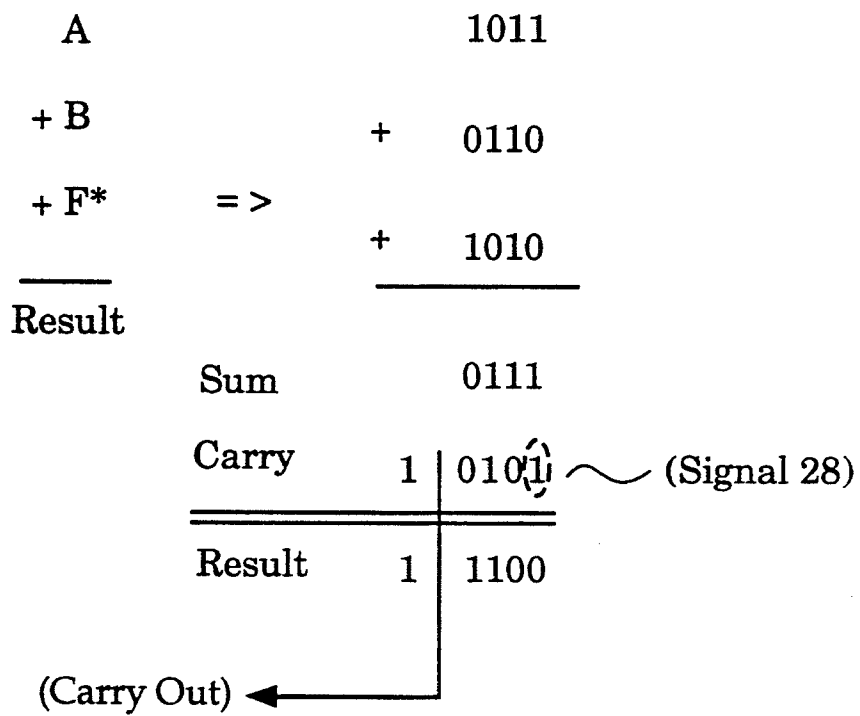 A 1011
+ B + 0110
+ F* => + 1010
Result
Sum 0111
Carry 1 0101 (Signal 28)
Result 1 1100
(Carry Out)